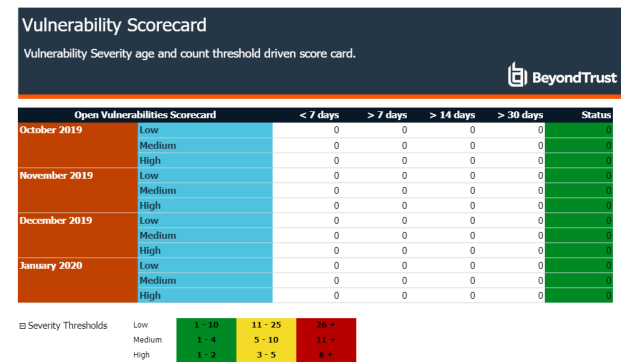 Vulnerability Scorecard
Vulnerability Severity age and count threshold driven score card.
BeyondTrust
Open Vulnerabilities Scorecard < 7 days > 7 days > 14 days > 30 days Status
October 2019 Low 0 0 0 0 0
Medium 0 0 0 0 0
High 0 0 0 0 0
November 2019 Low 0 0 0 0 0
Medium 0 0 0 0 0
High 0 0 0 0 0
December 2019 Low 0 0 0 0 0
Medium 0 0 0 0 0
High 0 0 0 0 0
January 2020 Low 0 0 0 0 0
Medium 0 0 0 0 0
High 0 0 0 0 0
Severity Thresholds Low 1 - 10 11 - 25 26 +
Medium 1 - 4 5 - 10 11 +
High 1 - 2 3 - 5 6 +